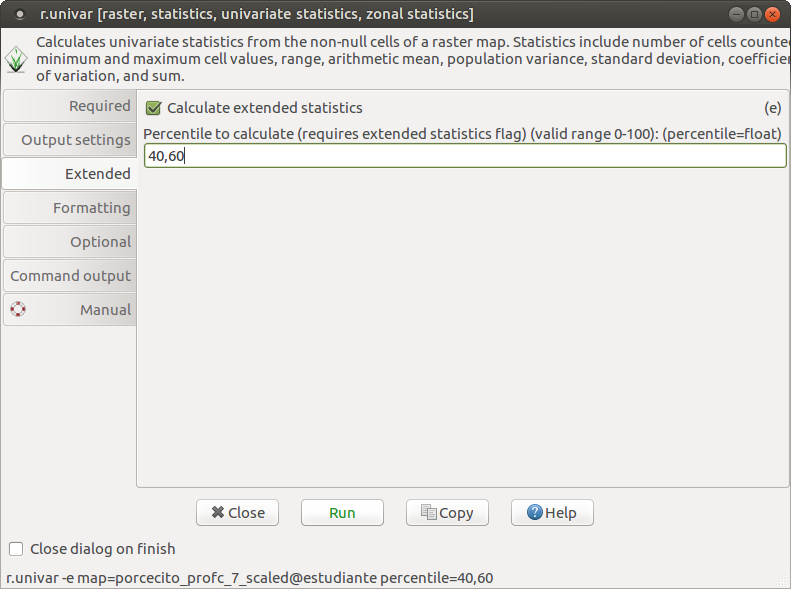 r.univar [raster, statistics, univariate statistics, zonal statistics]
Calculates univariate statistics from the non-null cells of a raster map. Statistics include number of cells counte
minimum and maximum cell values, range, arithmetic mean, population variance, standard deviation, coefficien
of variation, and sum.
Required
Output settings
Extended
Formatting
Optional
Command output
Manual
Calculate extended statistics (e)
Percentile to calculate (requires extended statistics flag) (valid range 0-100): (percentile=float)
40,60
Close Run Copy Help
Close dialog on finish
r.univar -e map=porcecito_profc_7_scaled@estudiante percentile=40,60